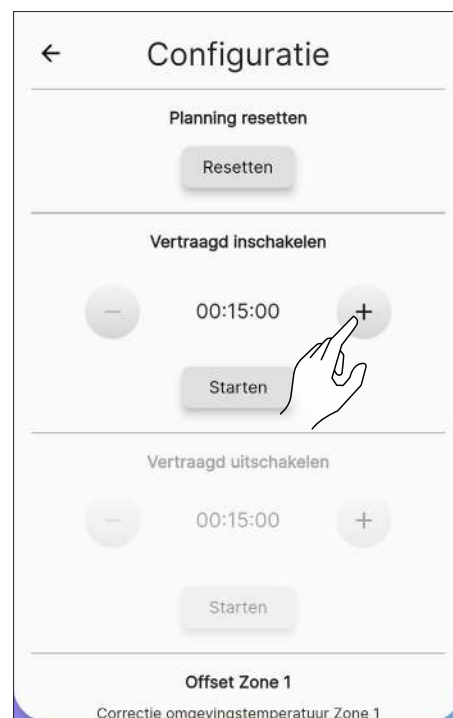 ← Configuratie
Planning resetten
Resetten
Vertraagd inschakelen
− 00:15:00 +
Starten
Vertraagd uitschakelen
− 00:15:00 +
Starten
Offset Zone 1
Correctie omgevingstemperatuur Zone 1